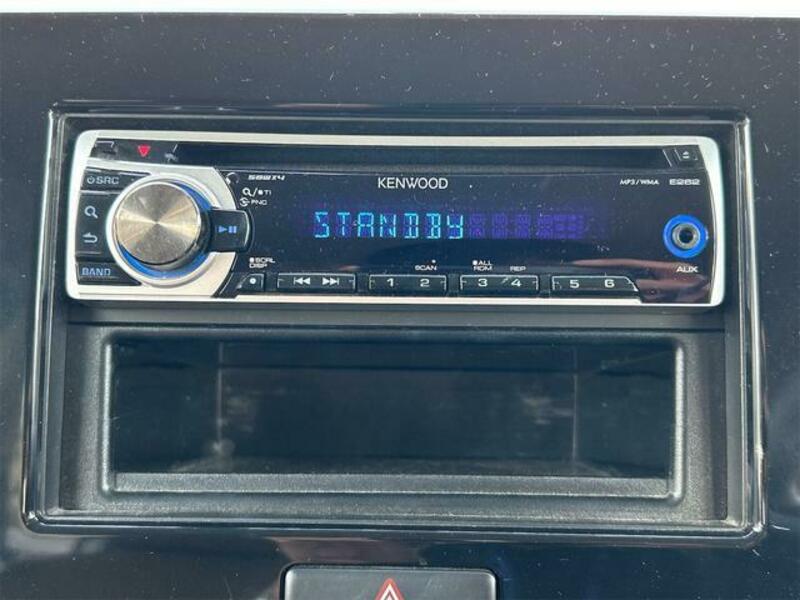 SRC
50Wx4
TI
PNC
KENWOOD
MP3/WMA E262
STANDBY
BAND
SCRL
DISP
SCAN
ALL
RDM
REP
1 2 3 4 5 6
AUX